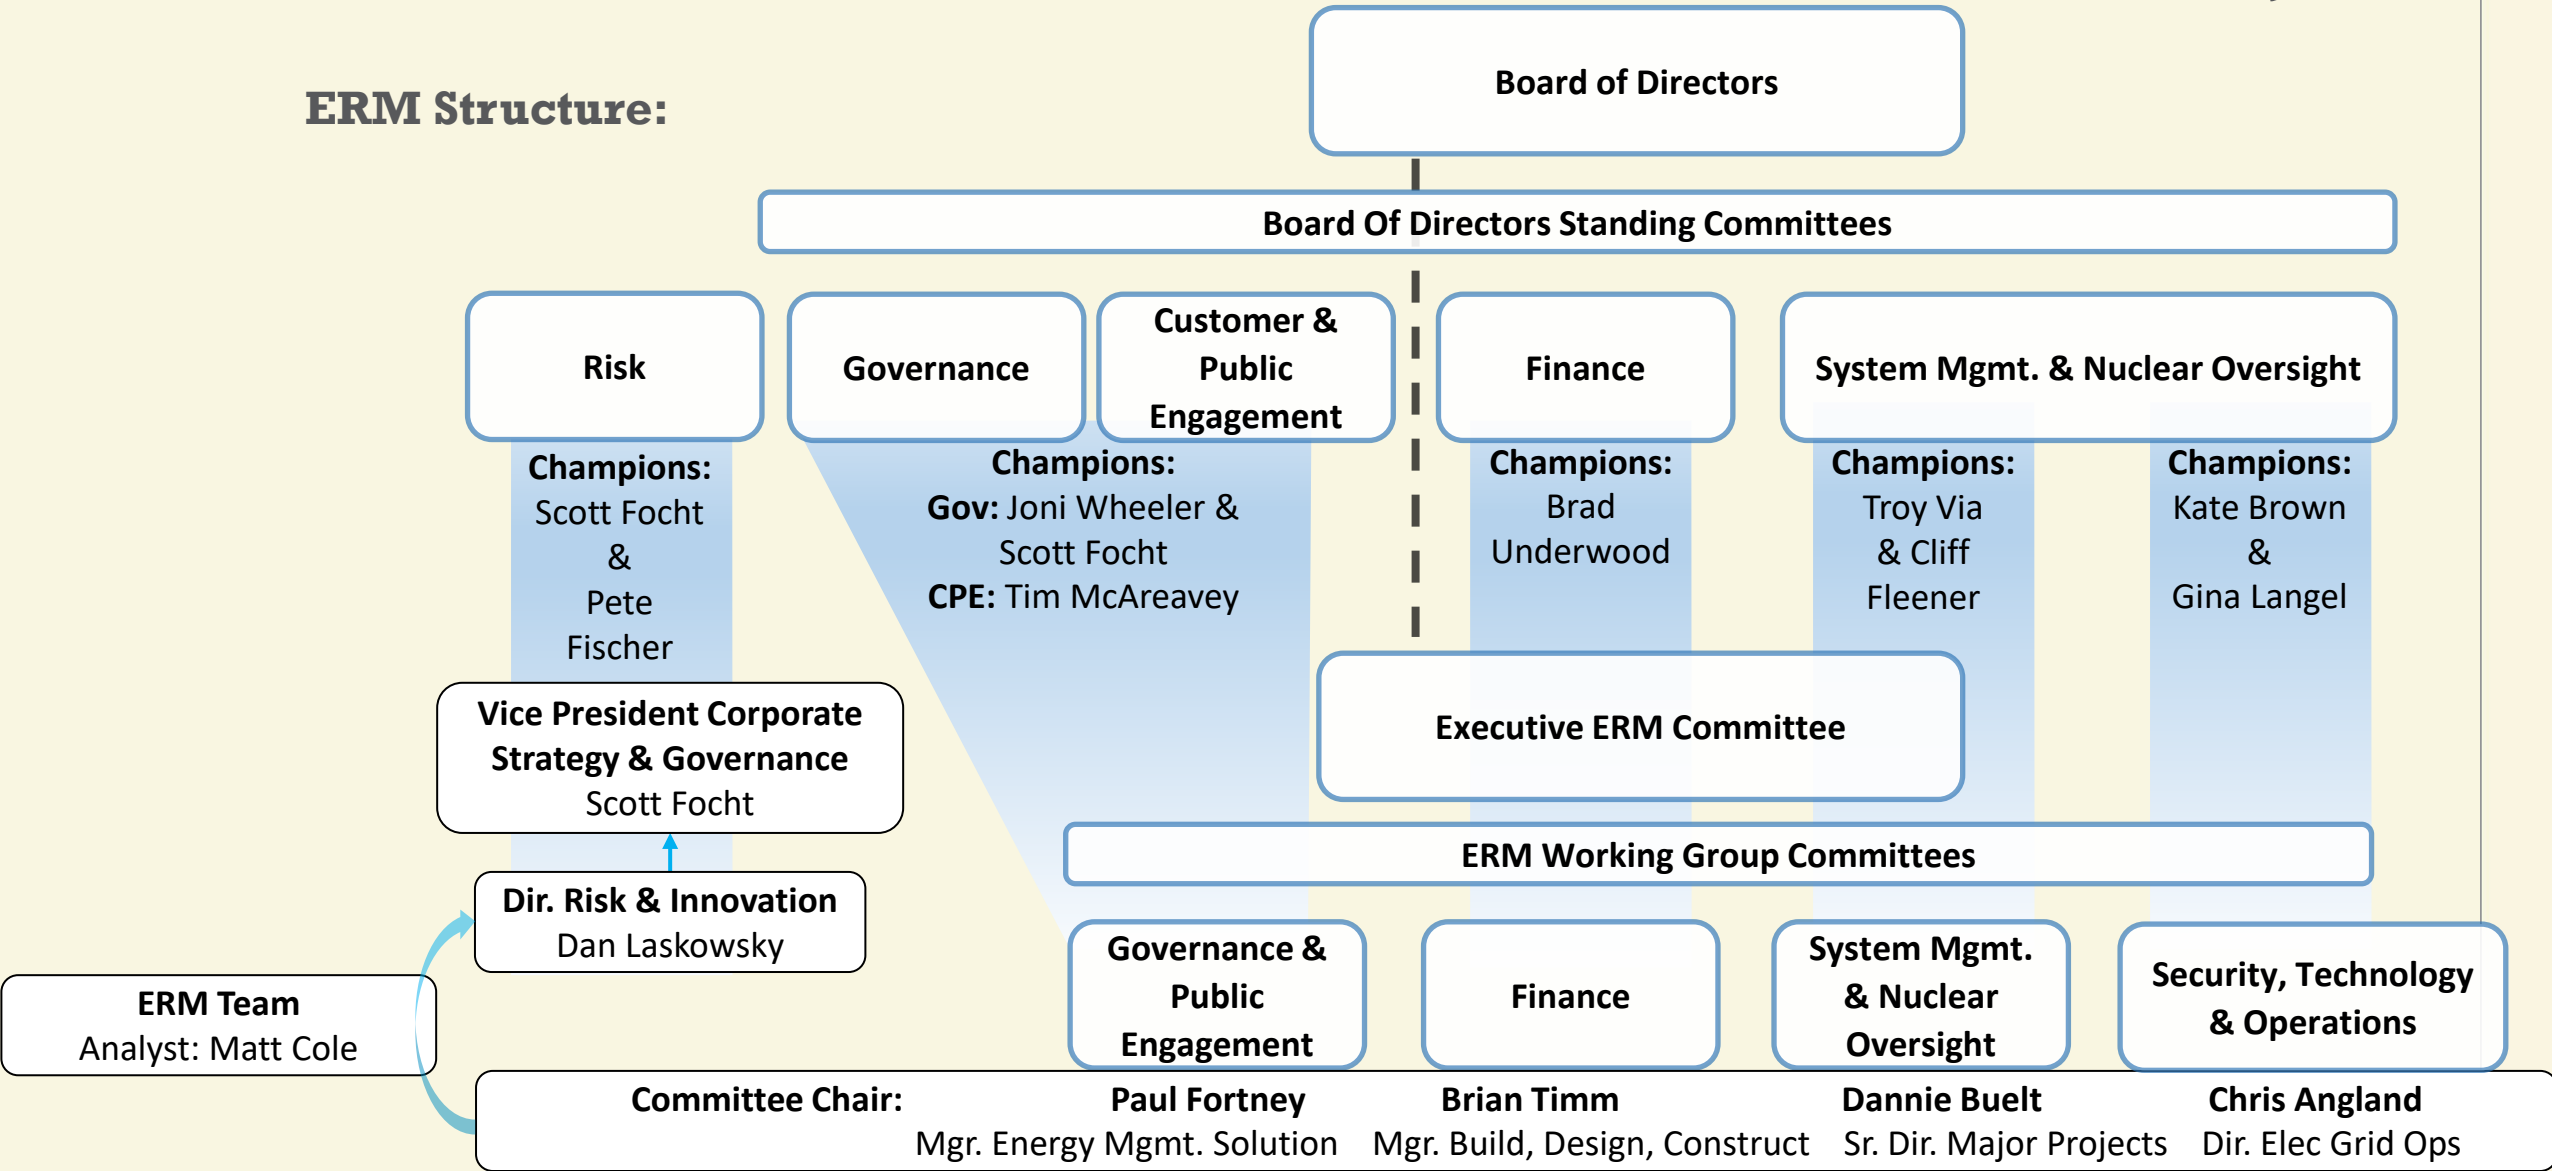 Board of Directors
ERM Structure:
Board Of Directors Standing Committees
Risk
Governance
Customer &
Public
Engagement
Finance
System Mgmt. & Nuclear Oversight
Champions:
Scott Focht
&
Pete
Fischer
Champions:
Gov: Joni Wheeler &
Scott Focht
CPE: Tim McAreavey
Champions:
Brad
Underwood
Champions:
Troy Via
& Cliff
Fleener
Champions:
Kate Brown
&
Gina Langel
Vice President Corporate
Strategy & Governance
Scott Focht
Executive ERM Committee
ERM Working Group Committees
Dir. Risk & Innovation
Dan Laskowsky
ERM Team
Analyst: Matt Cole
Governance &
Public
Engagement
Finance
System Mgmt.
& Nuclear
Oversight
Security, Technology
& Operations
Committee Chair:
Paul Fortney
Mgr. Energy Mgmt. Solution
Brian Timm
Mgr. Build, Design, Construct
Dannie Buelt
Sr. Dir. Major Projects
Chris Angland
Dir. Elec Grid Ops